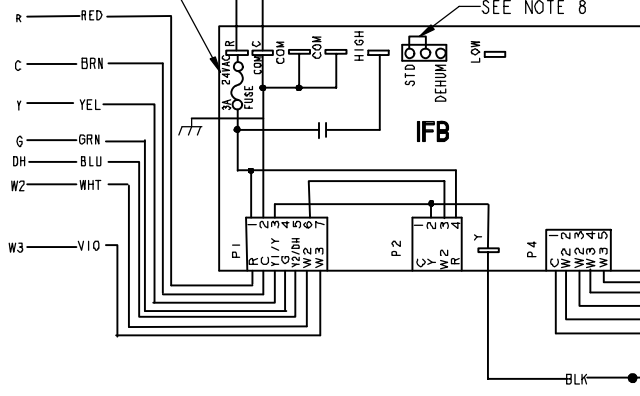 SEE NOTE 8
R RED
C BRN
Y YEL
G GRN
DH BLU
W2 WHT
W3 VIO
R
C
24VAC
COM
COM
COM
HIGH
LOW
3A
FUSE
STD
DEHUM
IFB
P1
1 2 3 4 5 6 7
R C Y1/Y G Y2/DH W2 W3
P2
1 2 3 4
C Y W2 R
Y
P4
1 2 3 4 5
C W2 W2 W3 W3
BLK